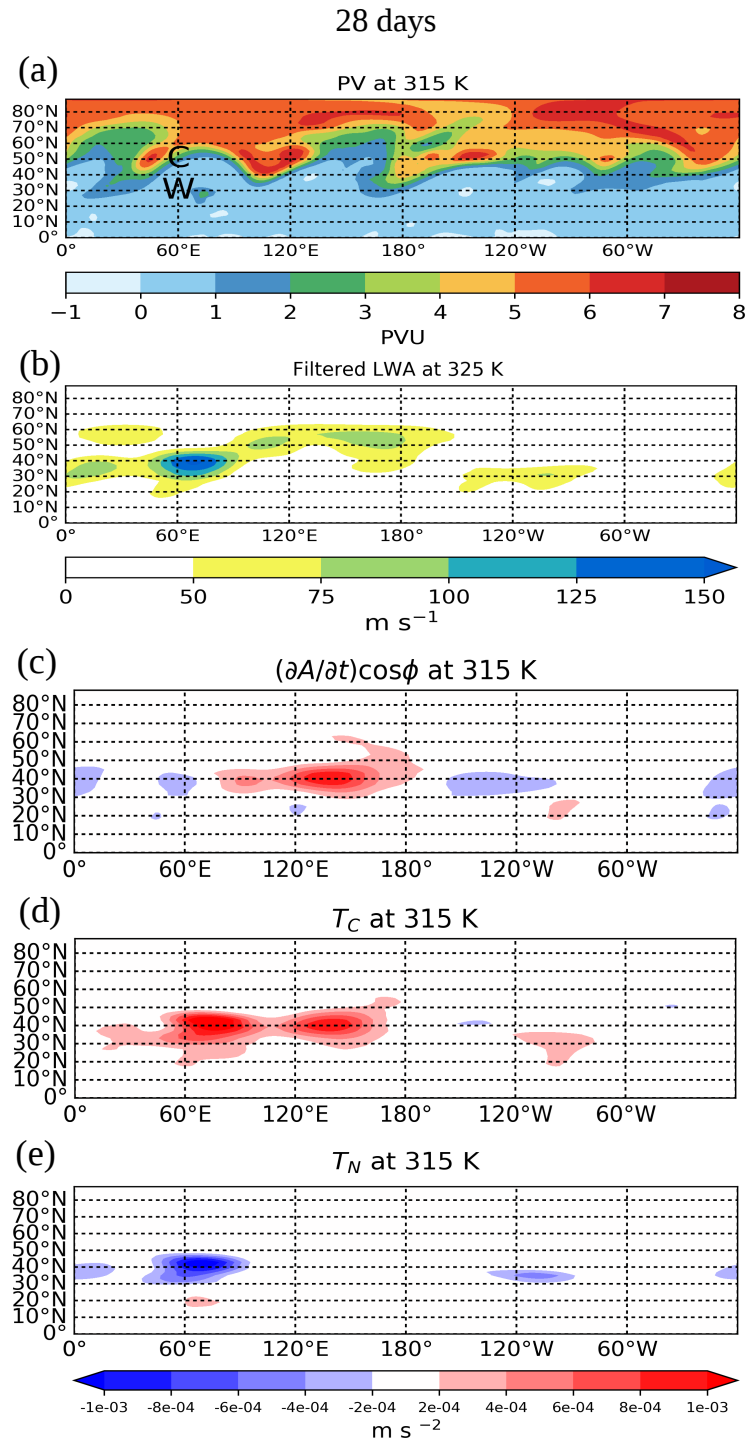 28 days
(a)
PV at 315 K
80°N
70°N
60°N
50°N
40°N
30°N
20°N
10°N
0°
C
W
0° 60°E 120°E 180° 120°W 60°W
−1 0 1 2 3 4 5 6 7 8
PVU
(b)
Filtered LWA at 325 K
80°N
70°N
60°N
50°N
40°N
30°N
20°N
10°N
0°
0° 60°E 120°E 180° 120°W 60°W
0 50 75 100 125 150
m s⁻¹
(c)
(∂A/∂t)cosϕ at 315 K
80°N
70°N
60°N
50°N
40°N
30°N
20°N
10°N
0°
0° 60°E 120°E 180° 120°W 60°W
(d)
T_C at 315 K
80°N
70°N
60°N
50°N
40°N
30°N
20°N
10°N
0°
0° 60°E 120°E 180° 120°W 60°W
(e)
T_N at 315 K
80°N
70°N
60°N
50°N
40°N
30°N
20°N
10°N
0°
0° 60°E 120°E 180° 120°W 60°W
-1e-03 -8e-04 -6e-04 -4e-04 -2e-04 2e-04 4e-04 6e-04 8e-04 1e-03
m s ⁻²